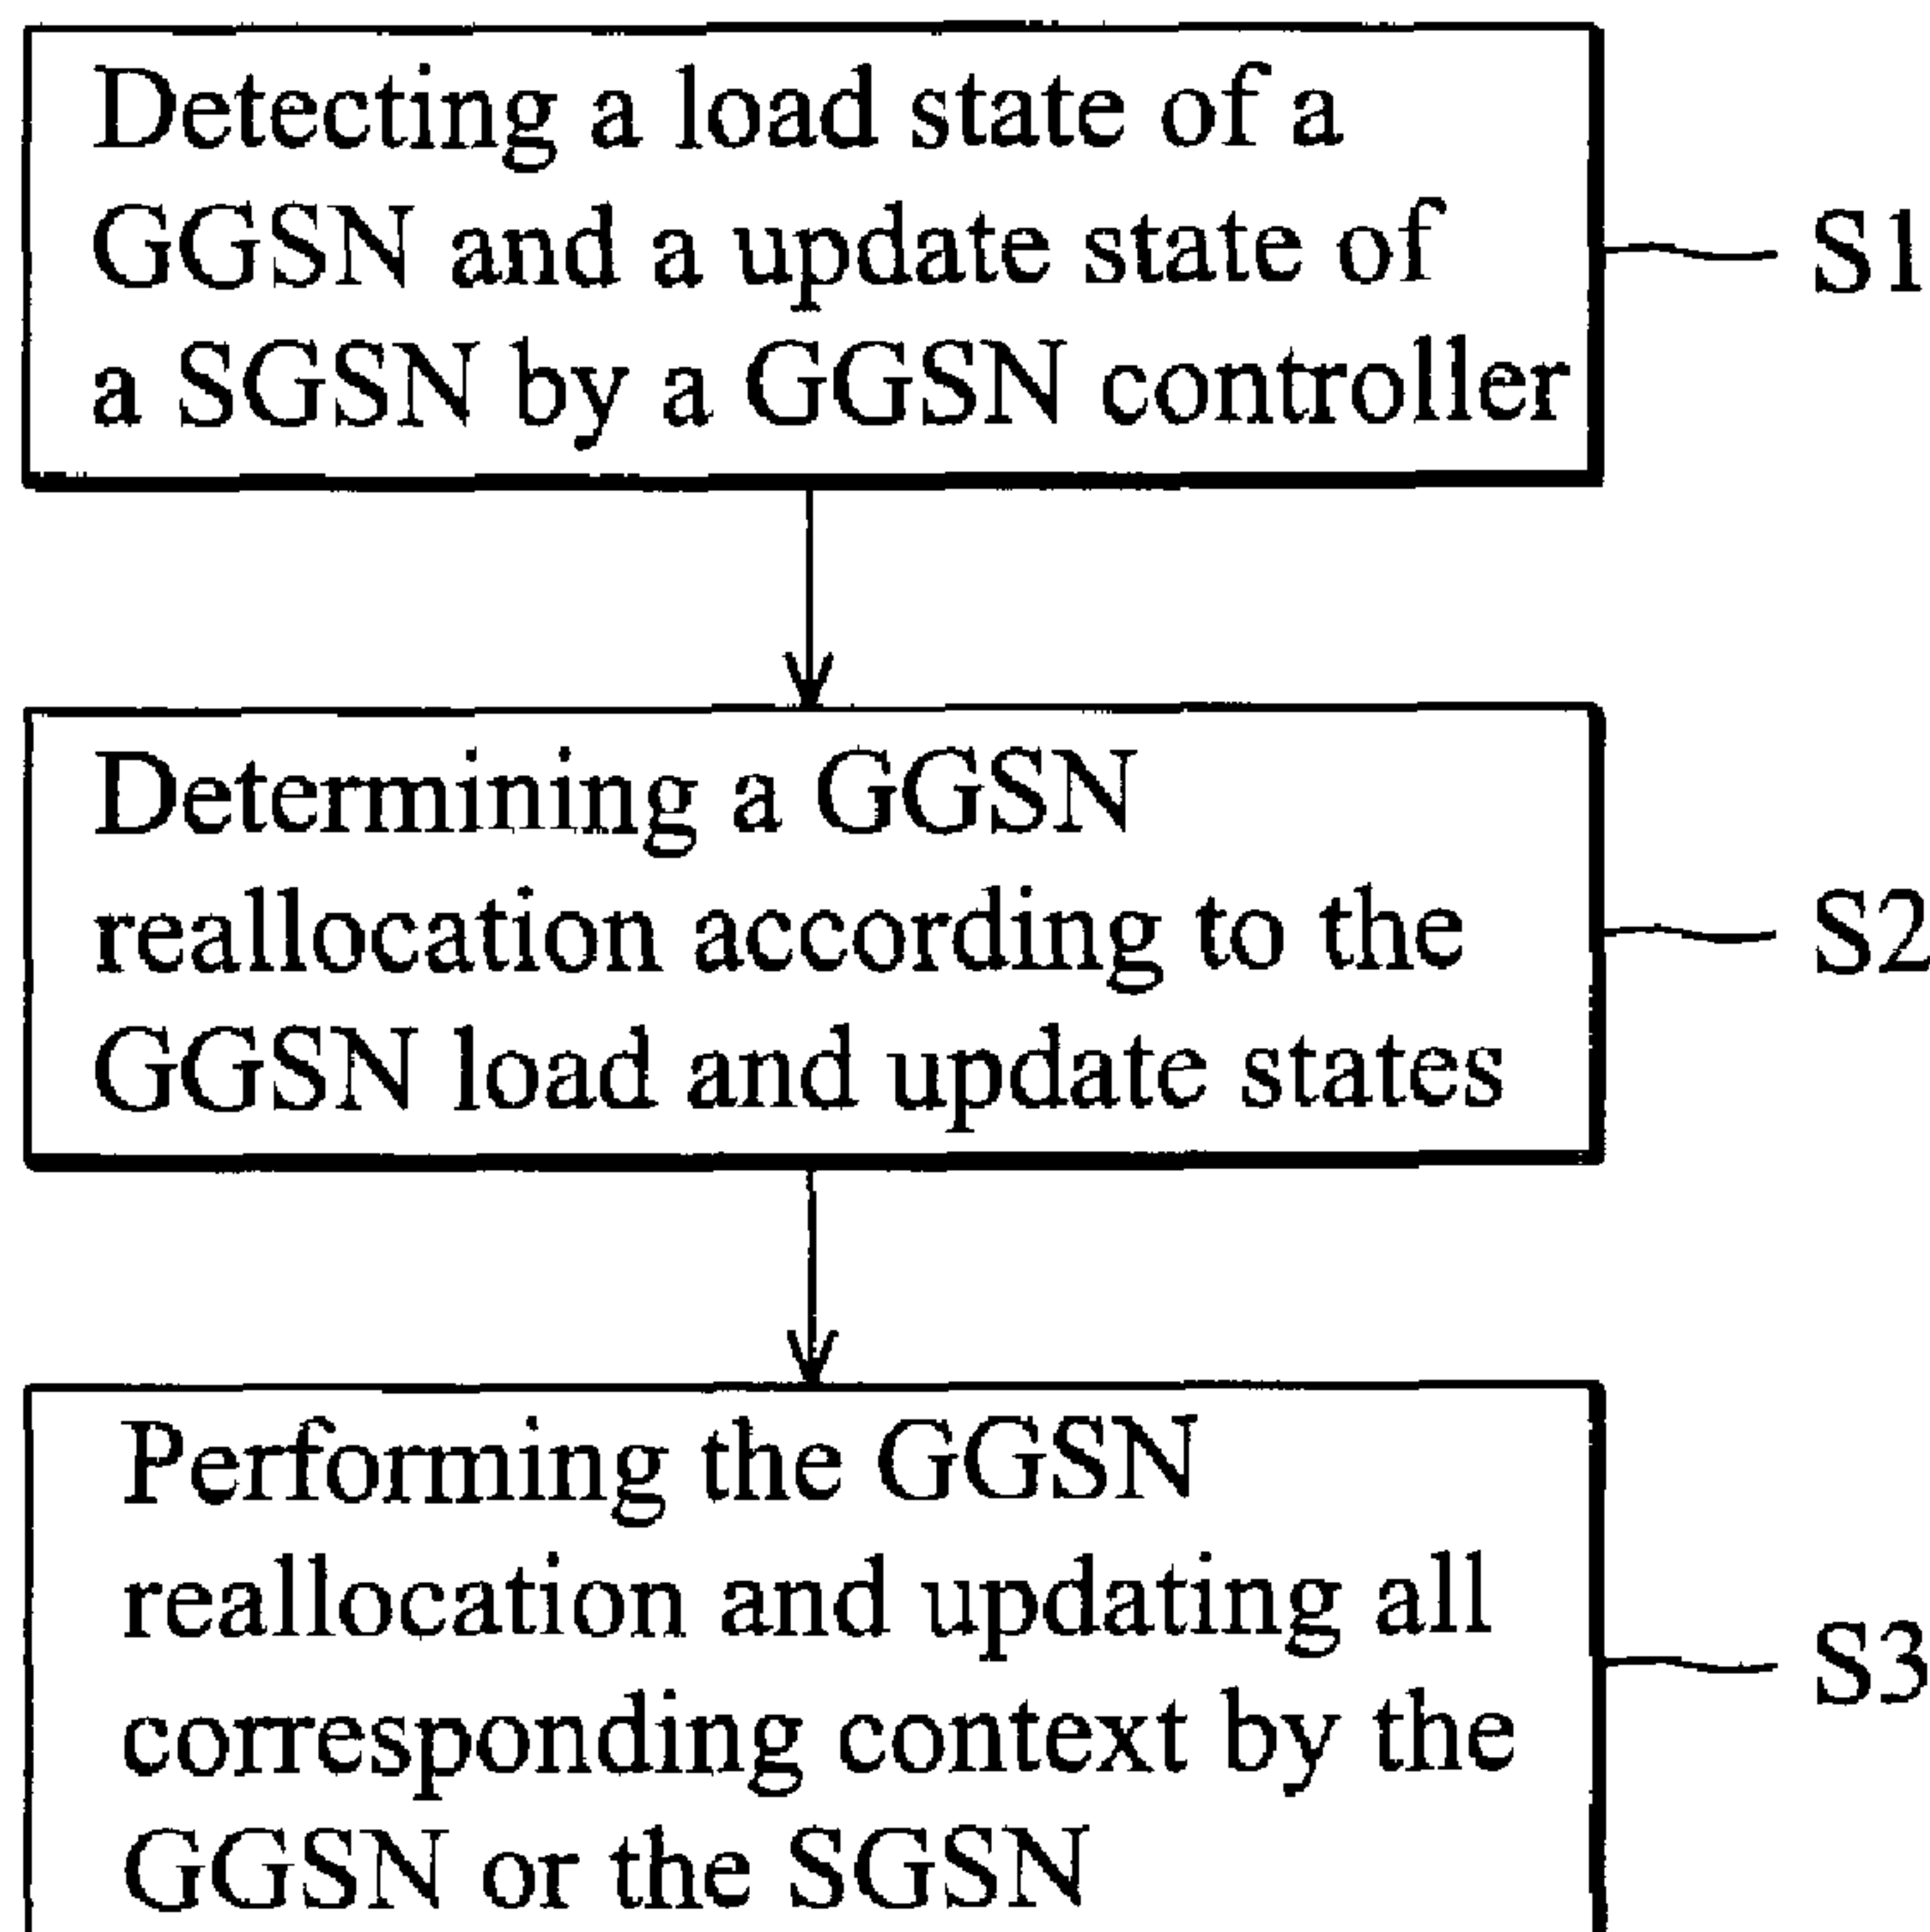 Detecting a load state of a
GGSN and a update state of
a SGSN by a GGSN controller
S1
Determining a GGSN
reallocation according to the
GGSN load and update states
S2
Performing the GGSN
reallocation and updating all
corresponding context by the
GGSN or the SGSN
S3